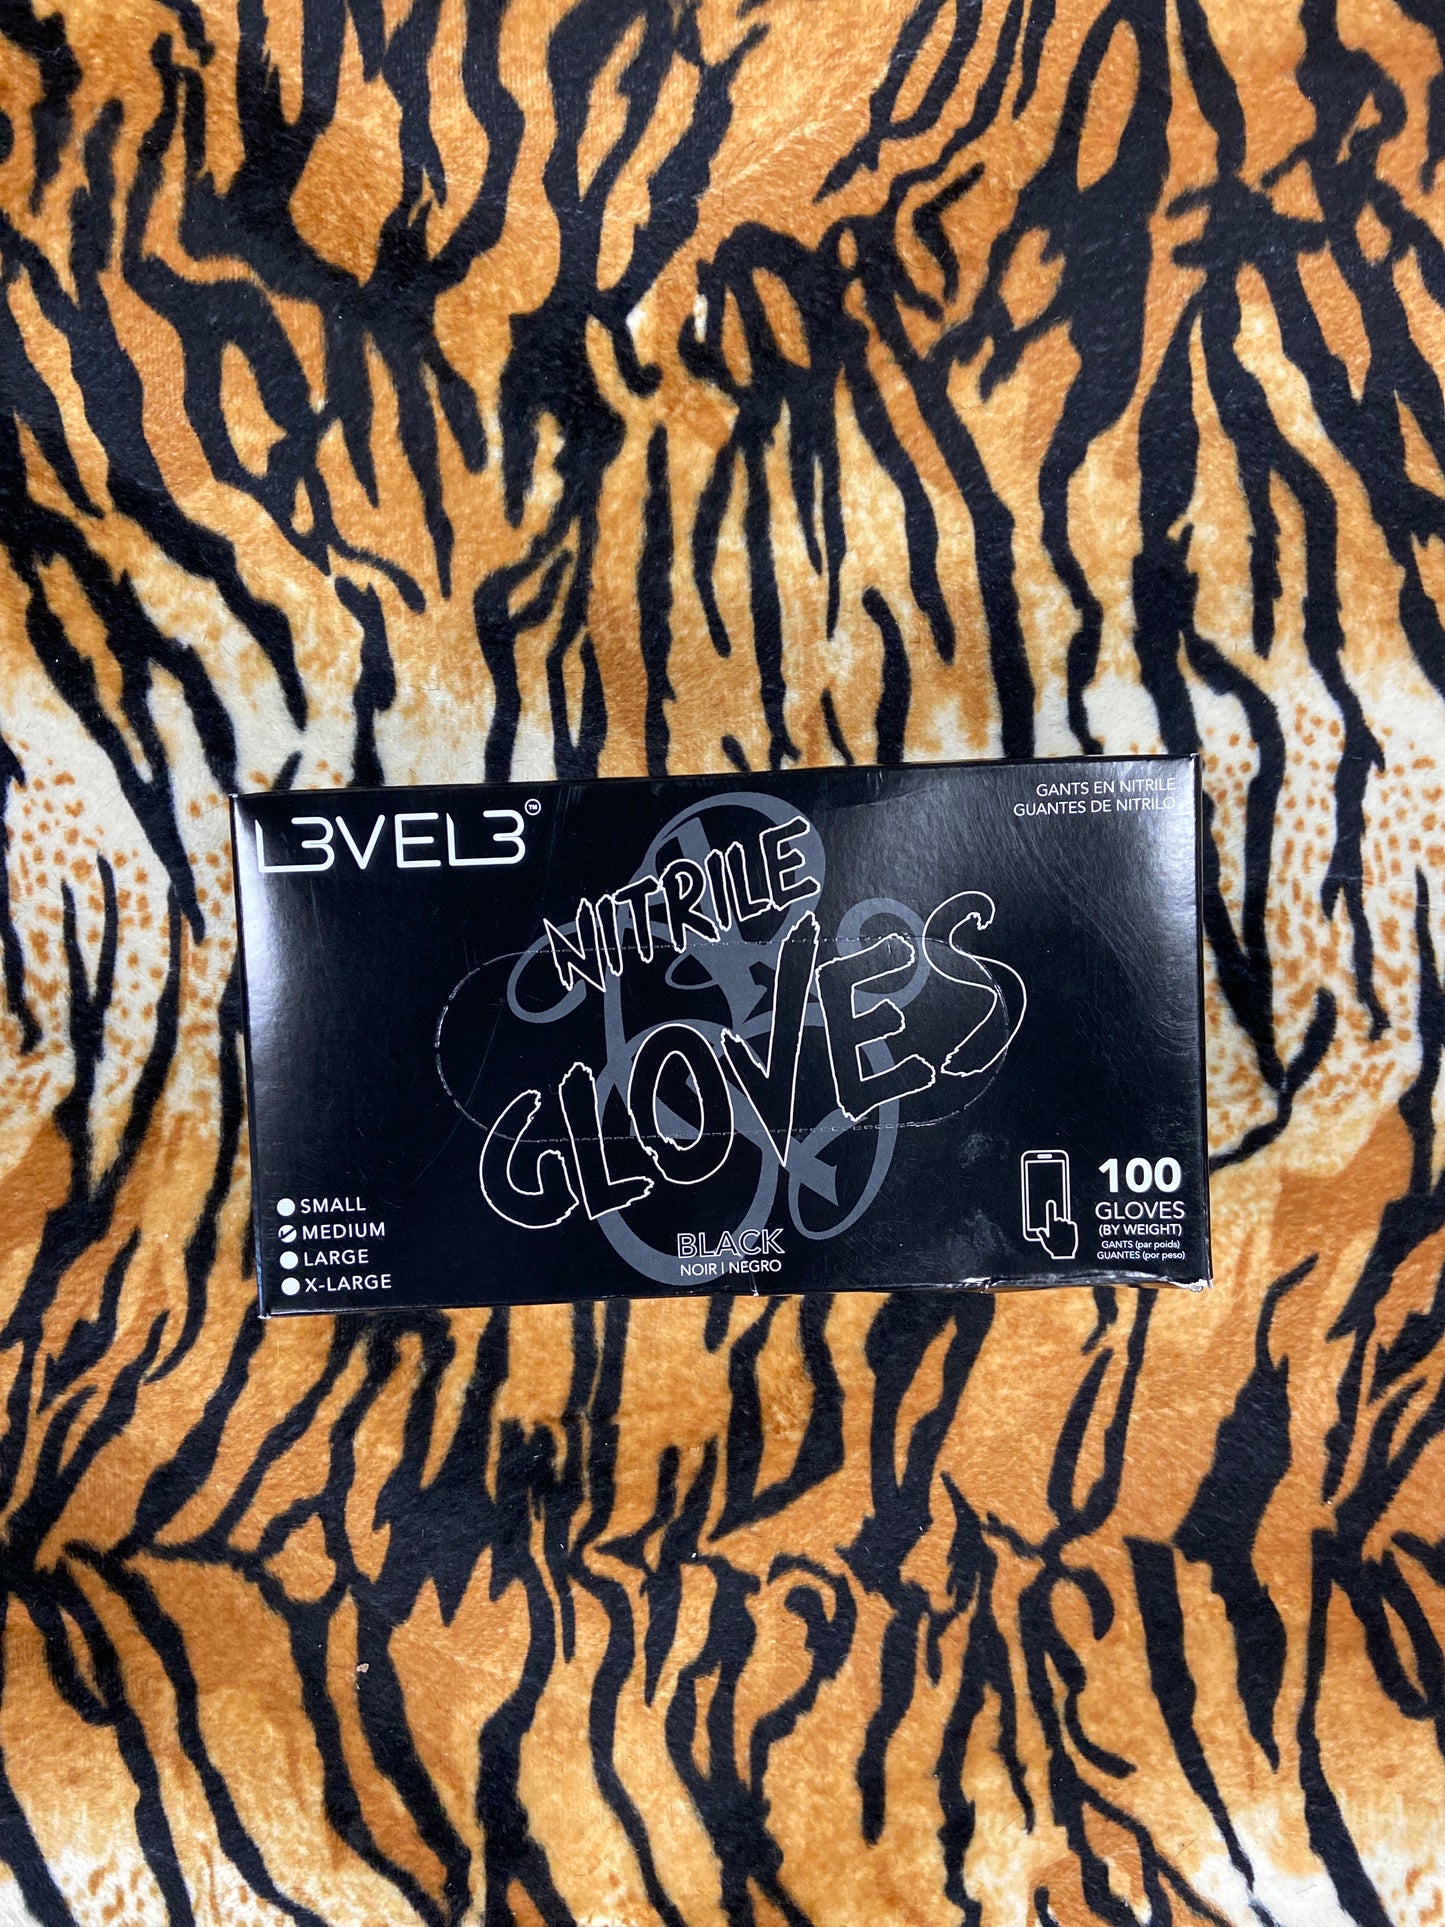 L3VEL3™
GANTS EN NITRILE
GUANTES DE NITRILO
NITRILE
GLOVES
SMALL
MEDIUM
LARGE
X-LARGE
BLACK
NOIR | NEGRO
100
GLOVES
(BY WEIGHT)
GANTS (par poids)
GUANTES (por peso)